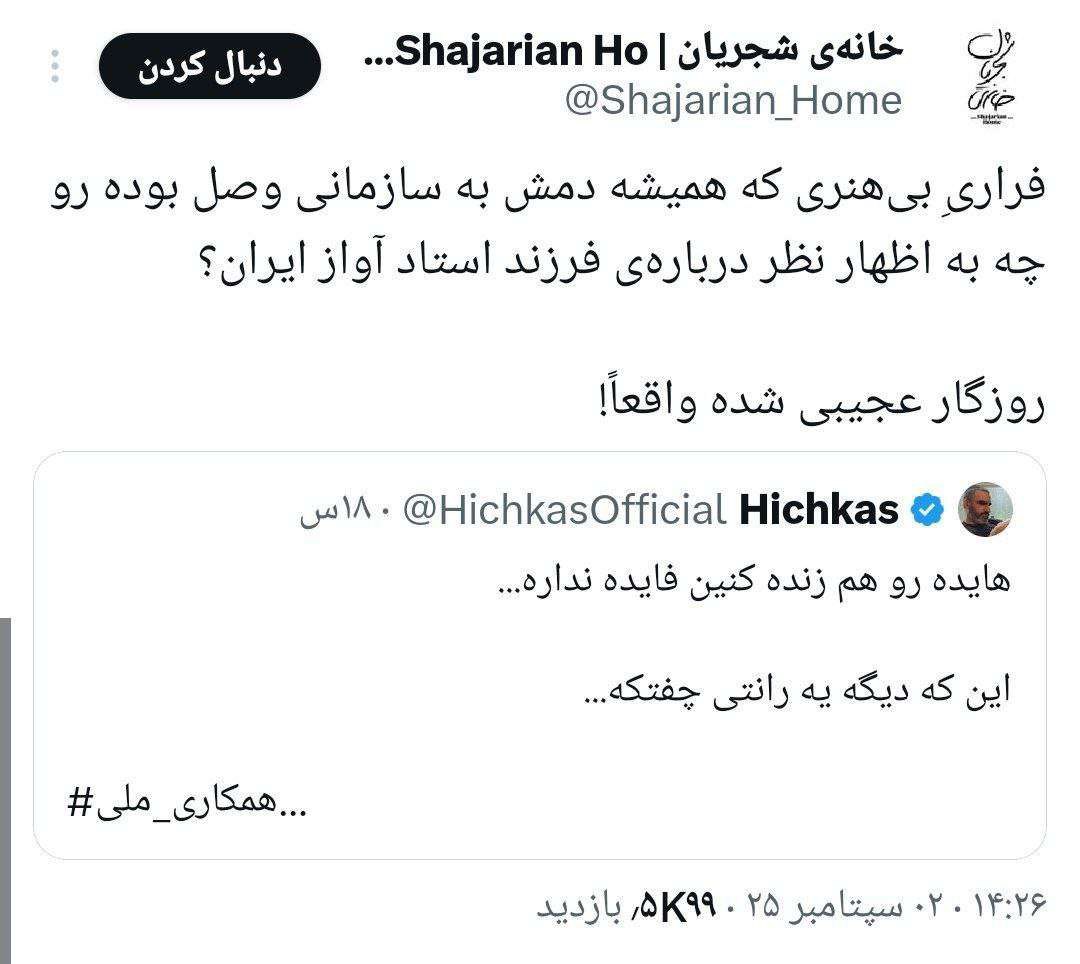 خانه‌ی شجریان | Shajarian Ho...
@Shajarian_Home
دنبال کردن
فراریِ بی‌هنری که همیشه دمش به سازمانی وصل بوده رو
چه به اظهار نظر درباره‌ی فرزند استاد آواز ایران؟
روزگار عجیبی شده واقعاً!
Hichkas @HichkasOfficial · ۱۸س
هایده رو هم زنده کنین فایده نداره...
این که دیگه یه رانتی چفتکه...
#همکاری_ملی...
۱۴:۲۶ · ۰۲ سپتامبر ۲۵ · ۹۹٫۵K بازدید